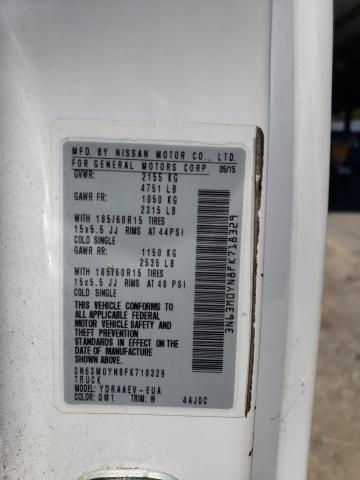 MFD. BY NISSAN MOTOR CO., LTD.
FOR GENERAL MOTORS CORP. 05/15
GVWR: 2155 KG
4751 LB
GAWR FR: 1050 KG
2315 LB
WITH 185/60R15 TIRES
15x5.5 JJ RIMS AT 44PSI
COLD SINGLE
GAWR RR: 1150 KG
2535 LB
WITH 185/60R15 TIRES
15x5.5 JJ RIMS AT 48 PSI
COLD SINGLE
THIS VEHICLE CONFORMS TO
ALL APPLICABLE FEDERAL
MOTOR VEHICLE SAFETY
STANDARDS IN EFFECT ON
THE DATE OF MANUFACTURE
SHOWN ABOVE.
3N63M0YN8FK718329
TRUCK
MODEL: YDRAAEV-EUA
COLOR: QM1 TRIM: W 4AJ0C
3N63M0YN8FK718329